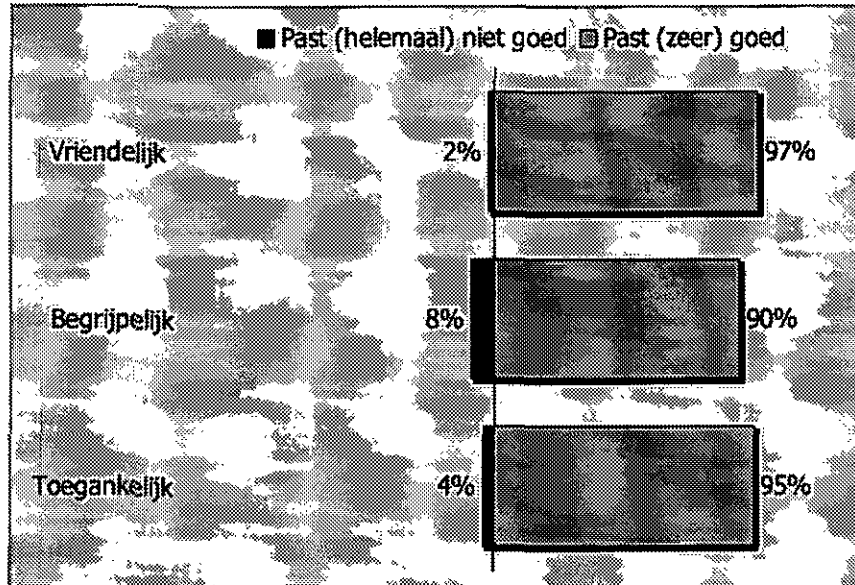 Past (helemaal) niet goed Past (zeer) goed
Vriendelijk 2% 97%
Begrijpelijk 8% 90%
Toegankelijk 4% 95%